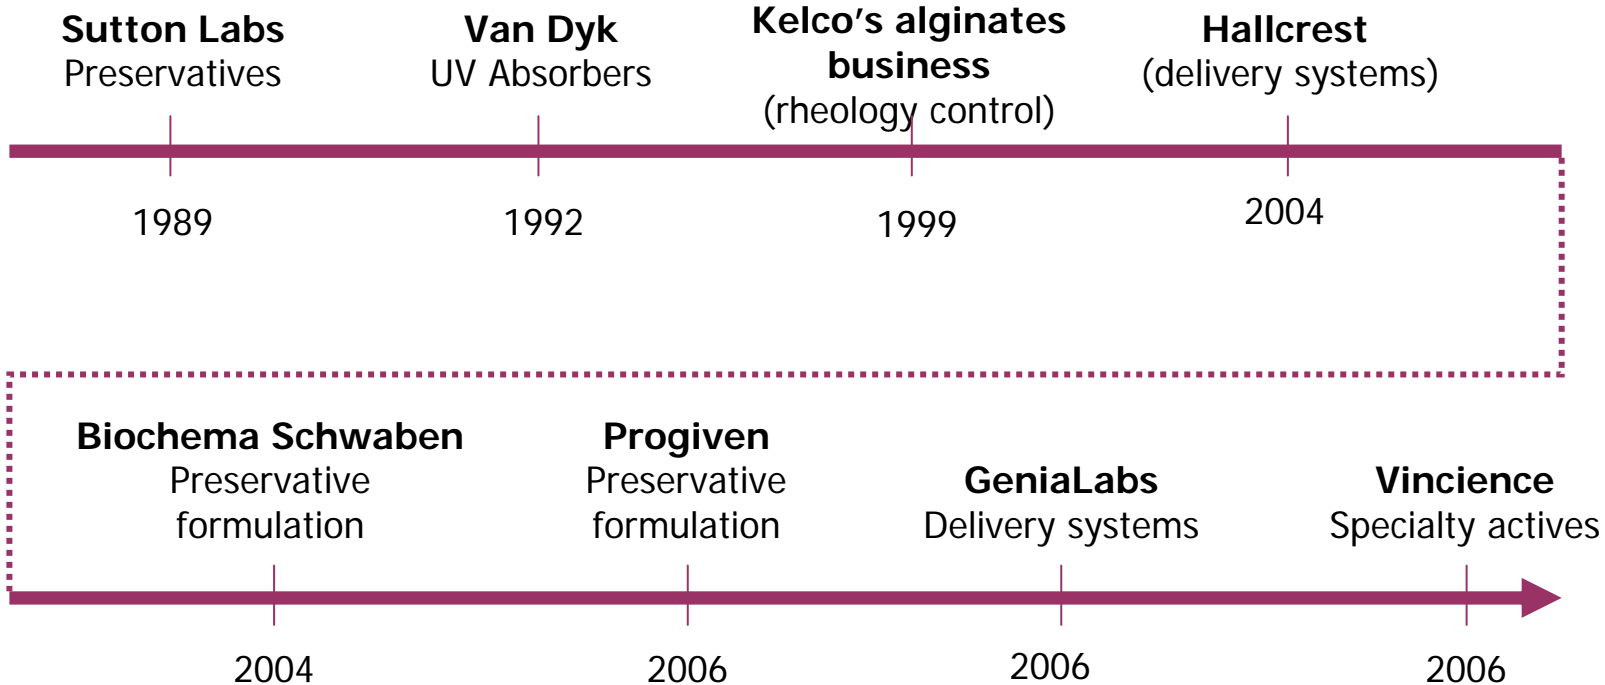 Sutton Labs
Preservatives
Van Dyk
UV Absorbers
Kelco's alginates
business
(rheology control)
Hallcrest
(delivery systems)
1989
1992
1999
2004
Biochema Schwaben
Preservative
formulation
Progiven
Preservative
formulation
GeniaLabs
Delivery systems
Vincience
Specialty actives
2004
2006
2006
2006